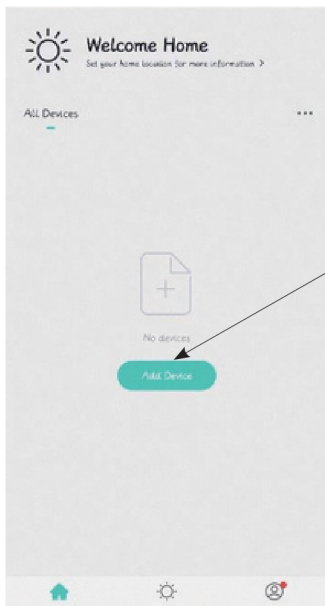 Welcome Home
Set your home location for more information >
All Devices
No devices
Add Device